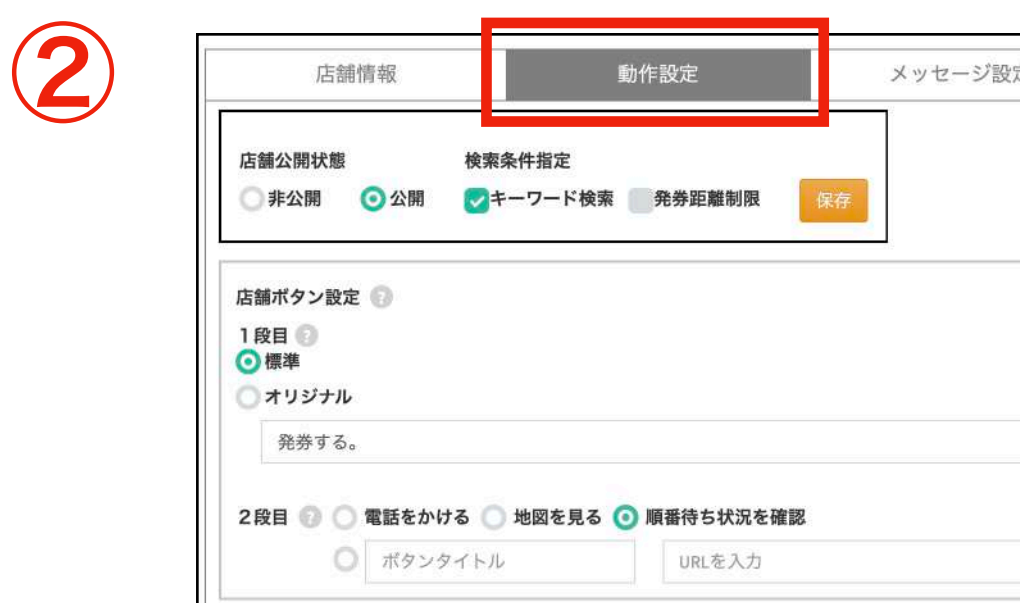 ②
店舗情報 動作設定 メッセージ設定
店舗公開状態 検索条件指定
非公開 公開 キーワード検索 発券距離制限 保存
店舗ボタン設定 ?
1段目 ?
標準
オリジナル
発券する。
2段目 ? 電話をかける 地図を見る 順番待ち状況を確認
ボタンタイトル URLを入力